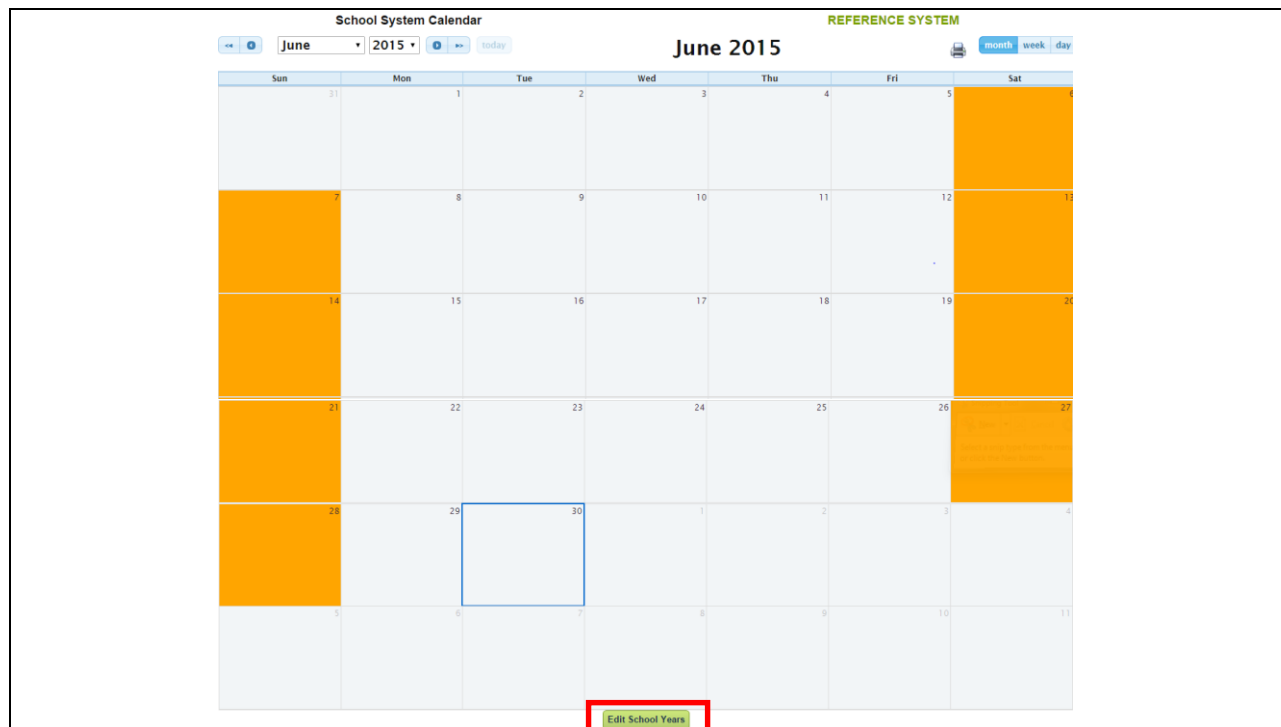 School System Calendar REFERENCE SYSTEM
June 2015 today June 2015 month week day
Sun Mon Tue Wed Thu Fri Sat
31 1 2 3 4 5 6
7 8 9 10 11 12 13
14 15 16 17 18 19 20
21 22 23 24 25 26 27
28 29 30 1 2 3 4
5 6 7 8 9 10 11
Edit School Years